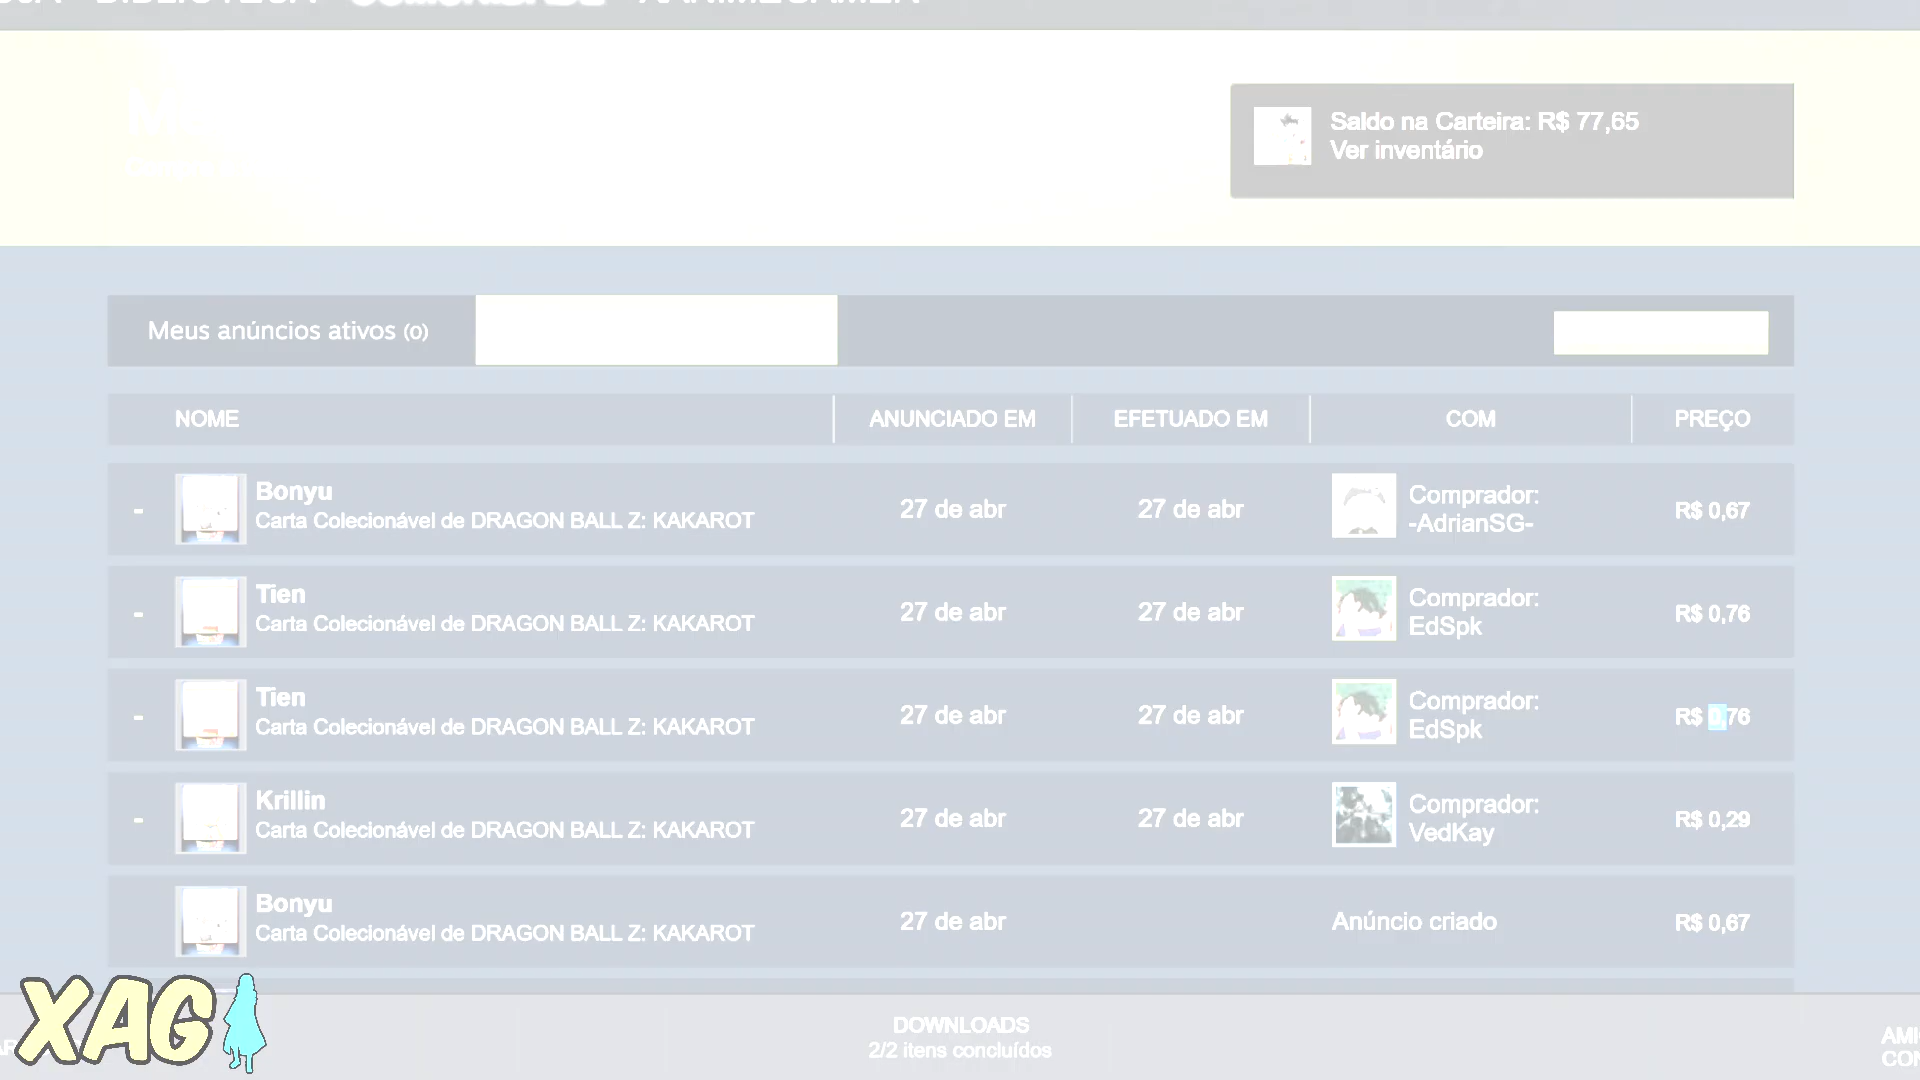 BIBLIOTECA COMUNIDADE XANIMEGAMER
Saldo na Carteira: R$ 77,65
Ver inventário
Meus anúncios ativos (0)
NOME ANUNCIADO EM EFETUADO EM COM PREÇO
Bonyu
Carta Colecionável de DRAGON BALL Z: KAKAROT
27 de abr 27 de abr
Comprador:
-AdrianSG-
R$ 0,67
Tien
Carta Colecionável de DRAGON BALL Z: KAKAROT
27 de abr 27 de abr
Comprador:
EdSpk
R$ 0,76
Tien
Carta Colecionável de DRAGON BALL Z: KAKAROT
27 de abr 27 de abr
Comprador:
EdSpk
R$ 0,76
Krillin
Carta Colecionável de DRAGON BALL Z: KAKAROT
27 de abr 27 de abr
Comprador:
VedKay
R$ 0,29
Bonyu
Carta Colecionável de DRAGON BALL Z: KAKAROT
27 de abr
Anúncio criado
R$ 0,67
XAG
DOWNLOADS
2/2 itens concluídos